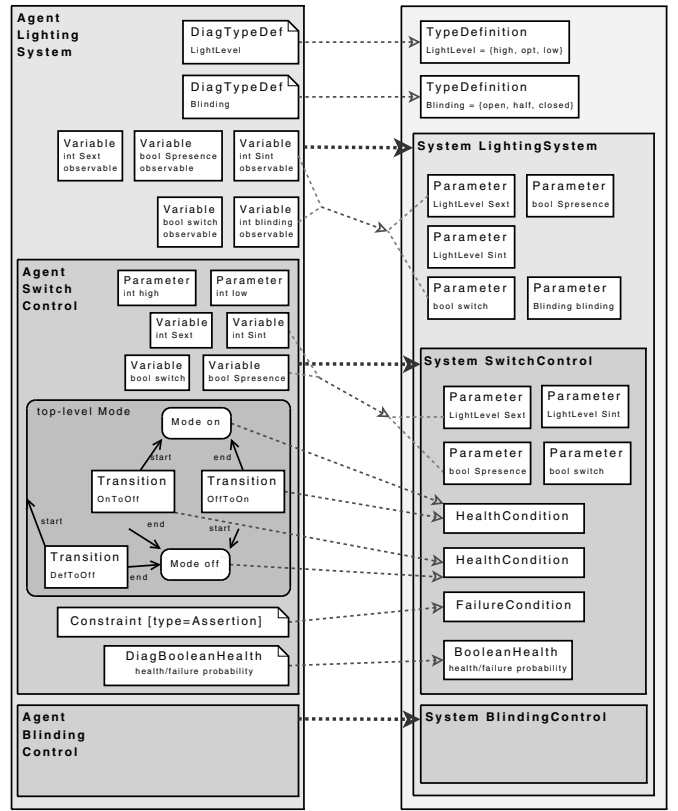 Agent
Lighting
System
DiagTypeDef
LightLevel
DiagTypeDef
Blinding
Variable
int Sext
observable
Variable
bool Spresence
observable
Variable
int Sint
observable
Variable
bool switch
observable
Variable
int blinding
observable
Agent
Switch
Control
Parameter
int high
Parameter
int low
Variable
int Sext
Variable
int Sint
Variable
bool switch
Variable
bool Spresence
top-level Mode
Mode on
start
end
Transition
OnToOff
Transition
OffToOn
start
end
start
Transition
DefToOff
end
Mode off
Constraint [type=Assertion]
DiagBooleanHealth
health/failure probability
Agent
Blinding
Control
TypeDefinition
LightLevel = {high, opt, low}
TypeDefinition
Blinding = {open, half, closed}
System LightingSystem
Parameter
LightLevel Sext
Parameter
bool Spresence
Parameter
LightLevel Sint
Parameter
bool switch
Parameter
Blinding blinding
System SwitchControl
Parameter
LightLevel Sext
Parameter
LightLevel Sint
Parameter
bool Spresence
Parameter
bool switch
HealthCondition
HealthCondition
FailureCondition
BooleanHealth
health/failure probability
System BlindingControl